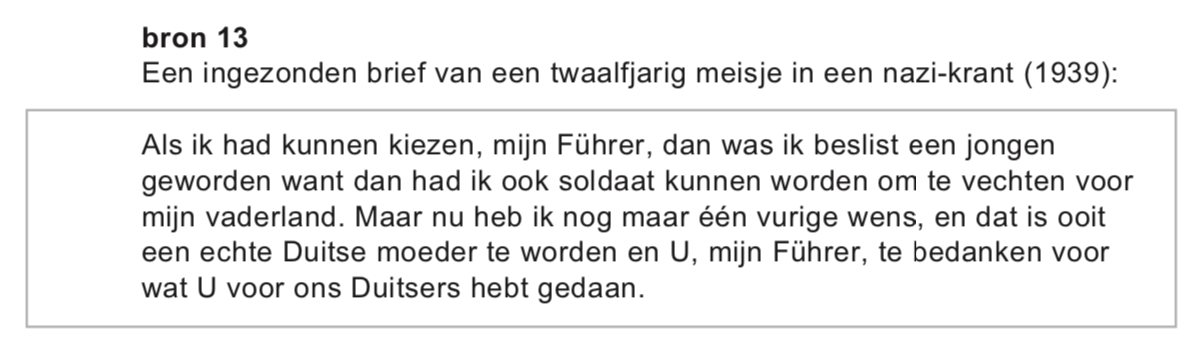 bron 13
Een ingezonden brief van een twaalfjarig meisje in een nazi-krant (1939):
Als ik had kunnen kiezen, mijn Führer, dan was ik beslist een jongen
geworden want dan had ik ook soldaat kunnen worden om te vechten voor
mijn vaderland. Maar nu heb ik nog maar één vurige wens, en dat is ooit
een echte Duitse moeder te worden en U, mijn Führer, te bedanken voor
wat U voor ons Duitsers hebt gedaan.